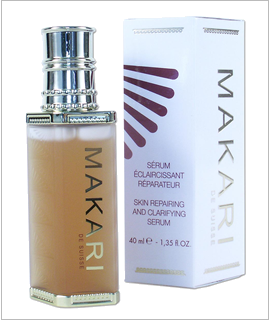 MAKARI
DE SUISSE
MAKARI
SÉRUM
ÉCLAIRCISSANT
RÉPARATEUR
SKIN REPAIRING
AND CLARIFYING
SERUM
40 ml e - 1,35 fl. OZ.